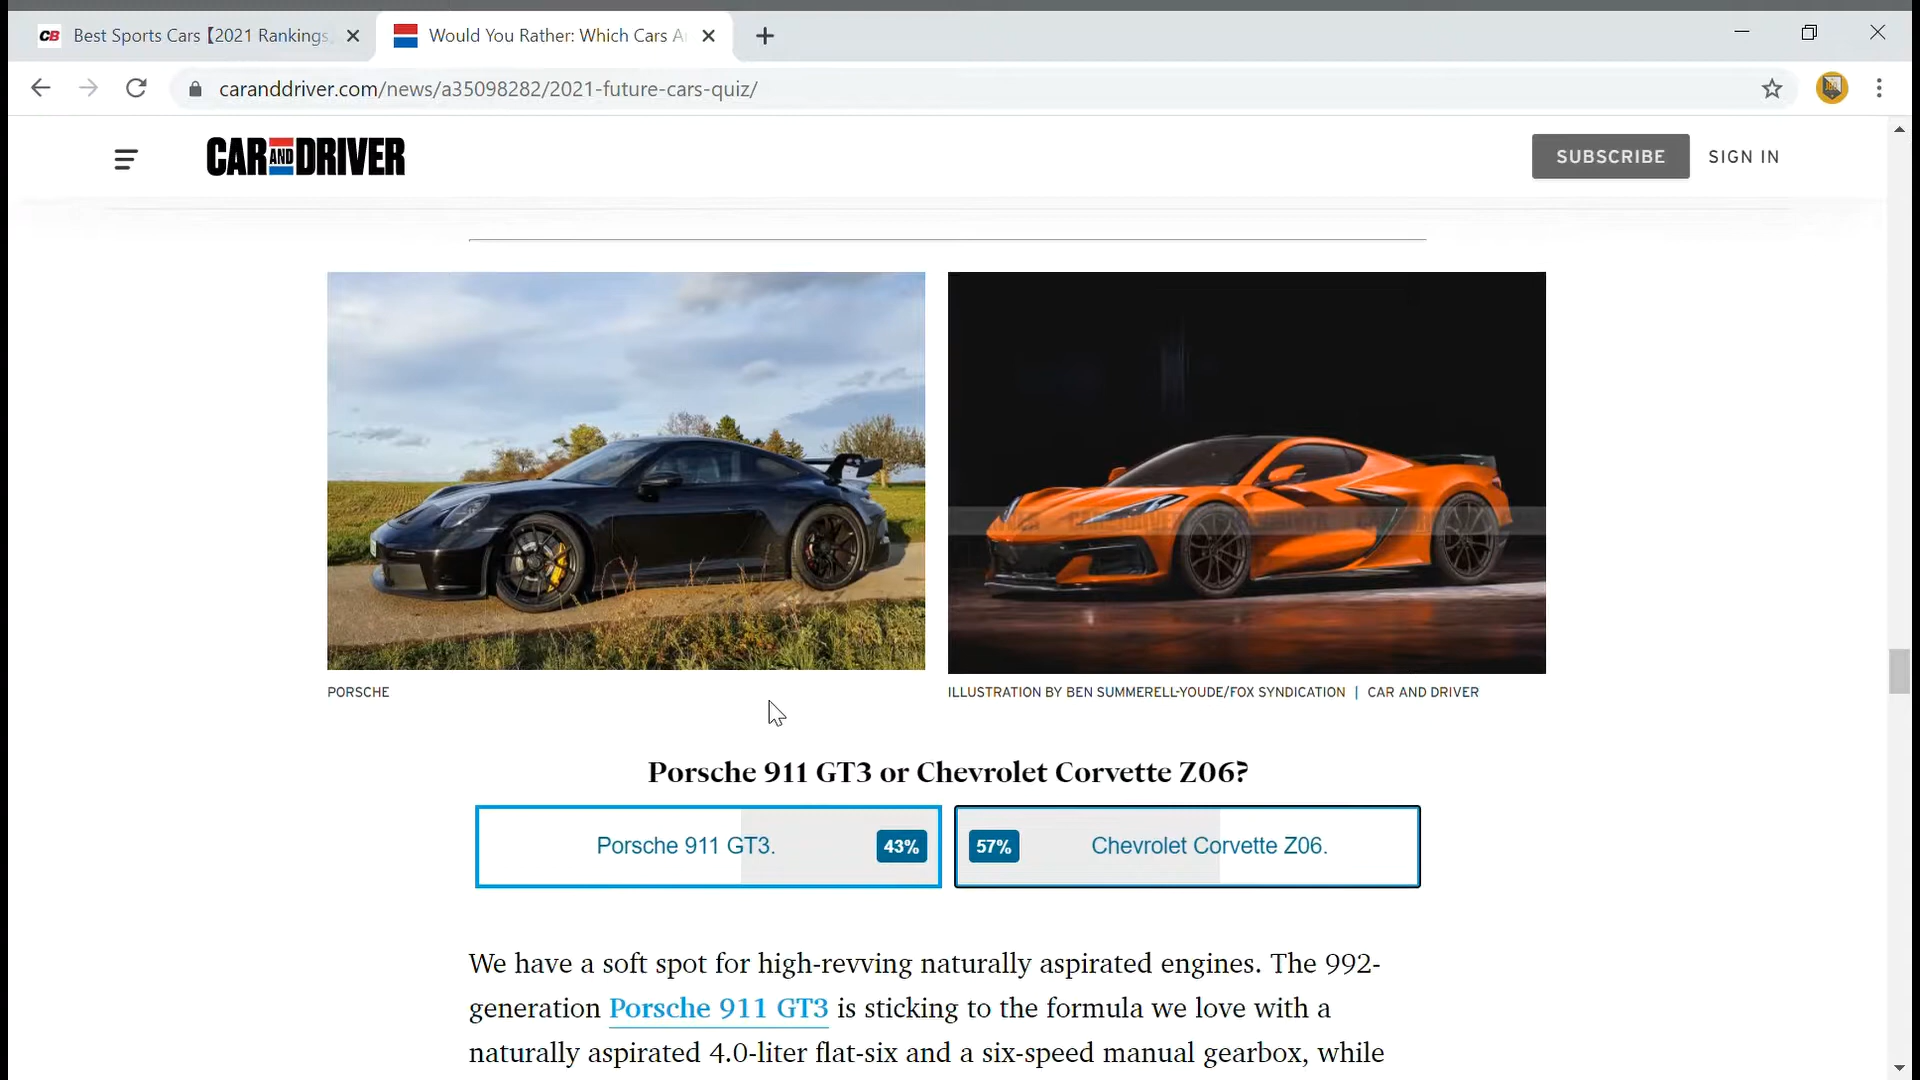 CB Best Sports Cars【2021 Rankings,
Would You Rather: Which Cars A
caranddriver.com/news/a35098282/2021-future-cars-quiz/
CAR AND DRIVER
SUBSCRIBE
SIGN IN
PORSCHE
ILLUSTRATION BY BEN SUMMERELL-YOUDE/FOX SYNDICATION | CAR AND DRIVER
Porsche 911 GT3 or Chevrolet Corvette Z06?
Porsche 911 GT3. 43%
57% Chevrolet Corvette Z06.
We have a soft spot for high-revving naturally aspirated engines. The 992-
generation Porsche 911 GT3 is sticking to the formula we love with a
naturally aspirated 4.0-liter flat-six and a six-speed manual gearbox, while